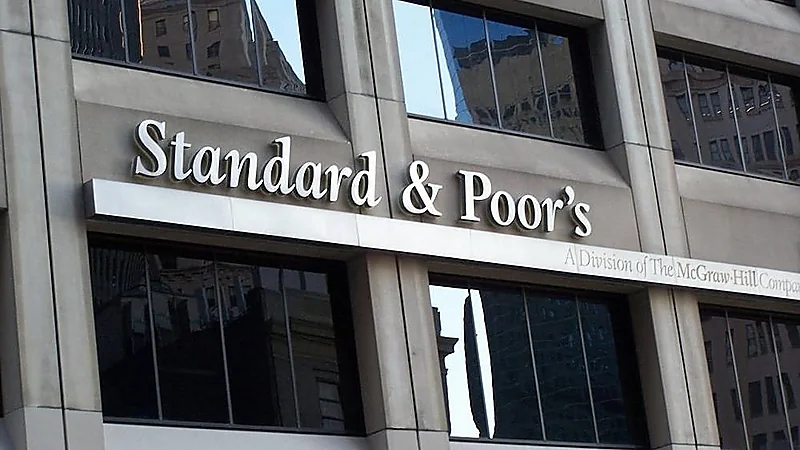 Standard & Poor's
A Division of The McGraw-Hill